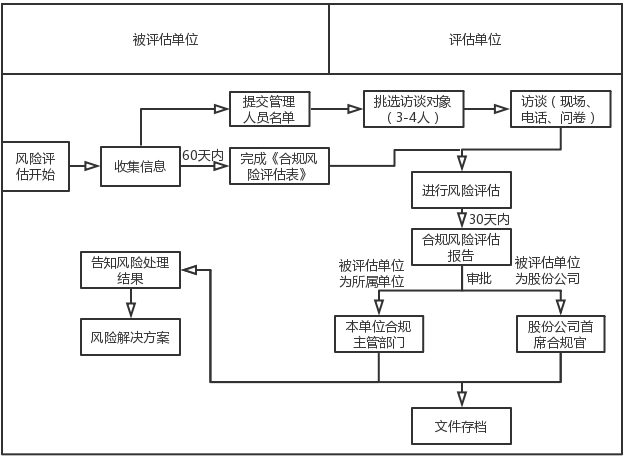 被评估单位
评估单位
提交管理
人员名单
挑选访谈对象
（3-4人）
访谈（现场、
电话、问卷）
风险评
估开始
收集信息
60天内
完成《合规风
险评估表》
进行风险评估
30天内
合规风险评估
报告
告知风险处理
结果
被评估单位
为所属单位
审批
被评估单位
为股份公司
风险解决方案
本单位合规
主管部门
股份公司首
席合规官
文件存档